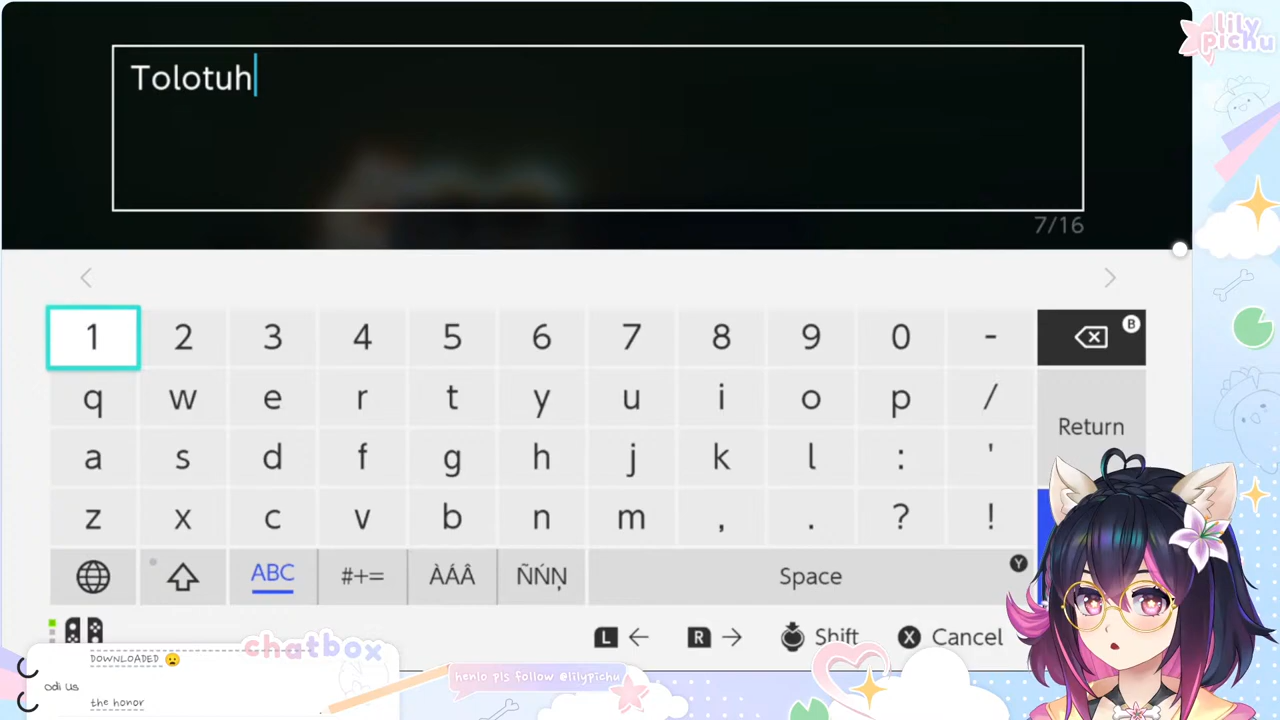 lily
pichu
Tolotuh
7/16
1 2 3 4 5 6 7 8 9 0 - B
q w e r t y u i o p /
Return
a s d f g h j k l : '
z x c v b n m , . ? !
ABC #+= ÀÁÂ ÑŃŅ Space Y
L ← R → Shift X Cancel
chatbox
DOWNLOADED 😮
odi us
the honor
henlo pls follow @lilypichu